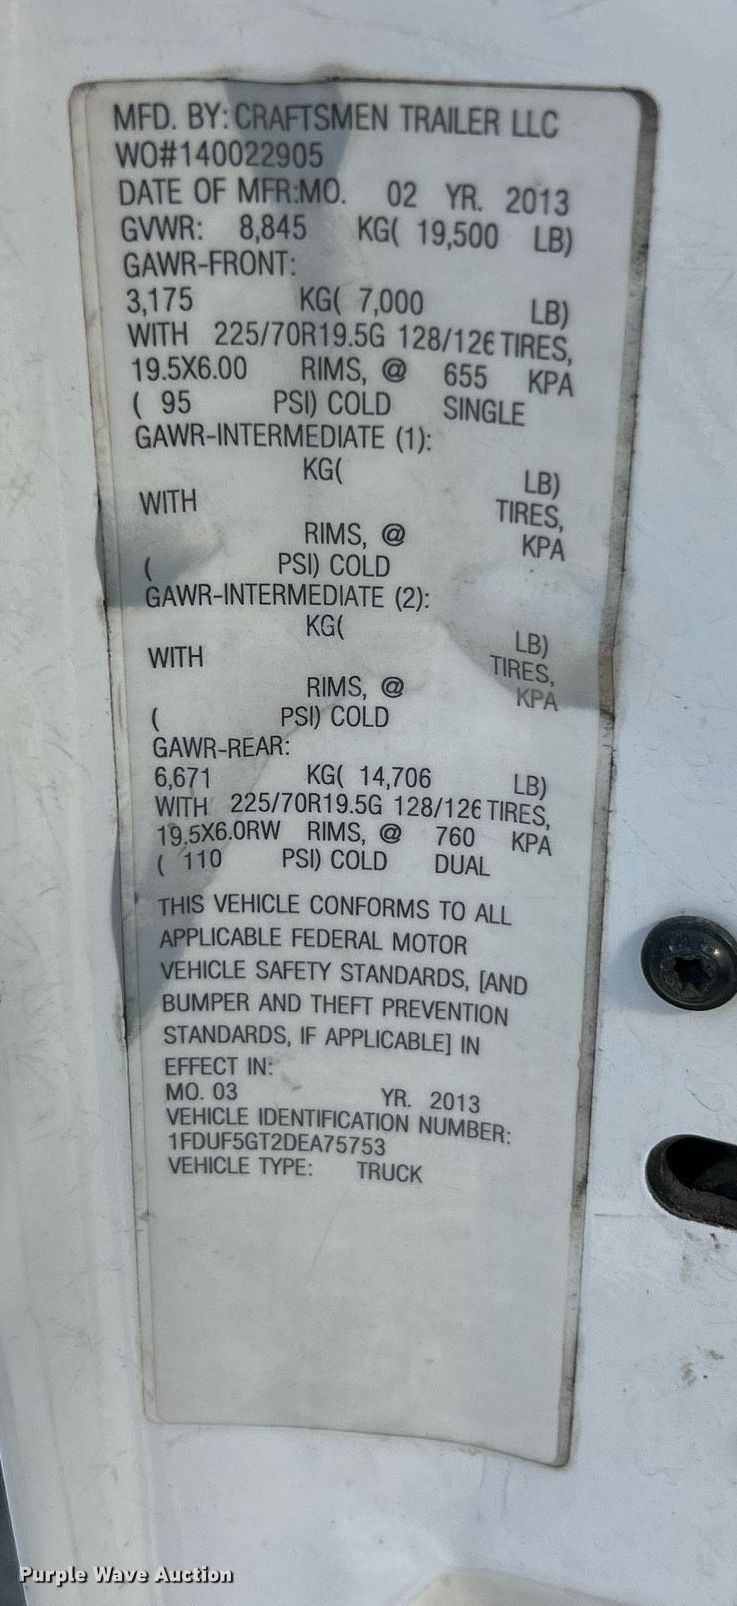 MFD. BY: CRAFTSMEN TRAILER LLC
WO#140022905
DATE OF MFR:MO. 02 YR. 2013
GVWR: 8,845 KG( 19,500 LB)
GAWR-FRONT:
3,175 KG( 7,000 LB)
WITH 225/70R19.5G 128/126 TIRES,
19.5X6.00 RIMS, @ 655 KPA
( 95 PSI) COLD SINGLE
GAWR-INTERMEDIATE (1):
KG( LB)
WITH TIRES,
RIMS, @ KPA
( PSI) COLD
GAWR-INTERMEDIATE (2):
KG( LB)
WITH TIRES,
RIMS, @ KPA
( PSI) COLD
GAWR-REAR:
6,671 KG( 14,706 LB)
WITH 225/70R19.5G 128/126 TIRES,
19.5X6.0RW RIMS, @ 760 KPA
( 110 PSI) COLD DUAL
THIS VEHICLE CONFORMS TO ALL
APPLICABLE FEDERAL MOTOR
VEHICLE SAFETY STANDARDS, [AND
BUMPER AND THEFT PREVENTION
STANDARDS, IF APPLICABLE] IN
EFFECT IN:
MO. 03 YR. 2013
VEHICLE IDENTIFICATION NUMBER:
1FDUF5GT2DEA75753
VEHICLE TYPE: TRUCK
Purple Wave Auction